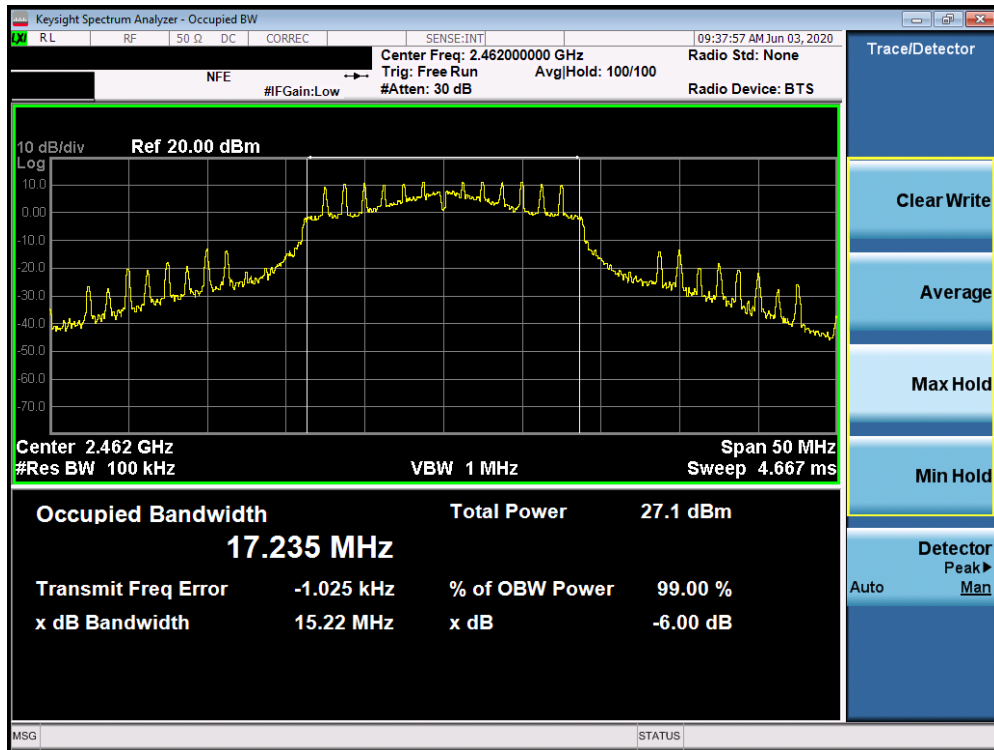 Keysight Spectrum Analyzer - Occupied BW
LXI RL RF 50 Ω DC CORREC SENSE:INT 09:37:57 AM Jun 03, 2020
Center Freq: 2.462000000 GHz Radio Std: None
NFE Trig: Free Run Avg|Hold: 100/100
#IFGain:Low #Atten: 30 dB Radio Device: BTS
10 dB/div Ref 20.00 dBm
Log
10.0
0.00
-10.0
-20.0
-30.0
-40.0
-50.0
-60.0
-70.0
Center 2.462 GHz Span 50 MHz
#Res BW 100 kHz VBW 1 MHz Sweep 4.667 ms
Occupied Bandwidth Total Power 27.1 dBm
17.235 MHz
Transmit Freq Error -1.025 kHz % of OBW Power 99.00 %
x dB Bandwidth 15.22 MHz x dB -6.00 dB
Trace/Detector
Clear Write
Average
Max Hold
Min Hold
Detector
Peak▶
Auto Man
MSG STATUS